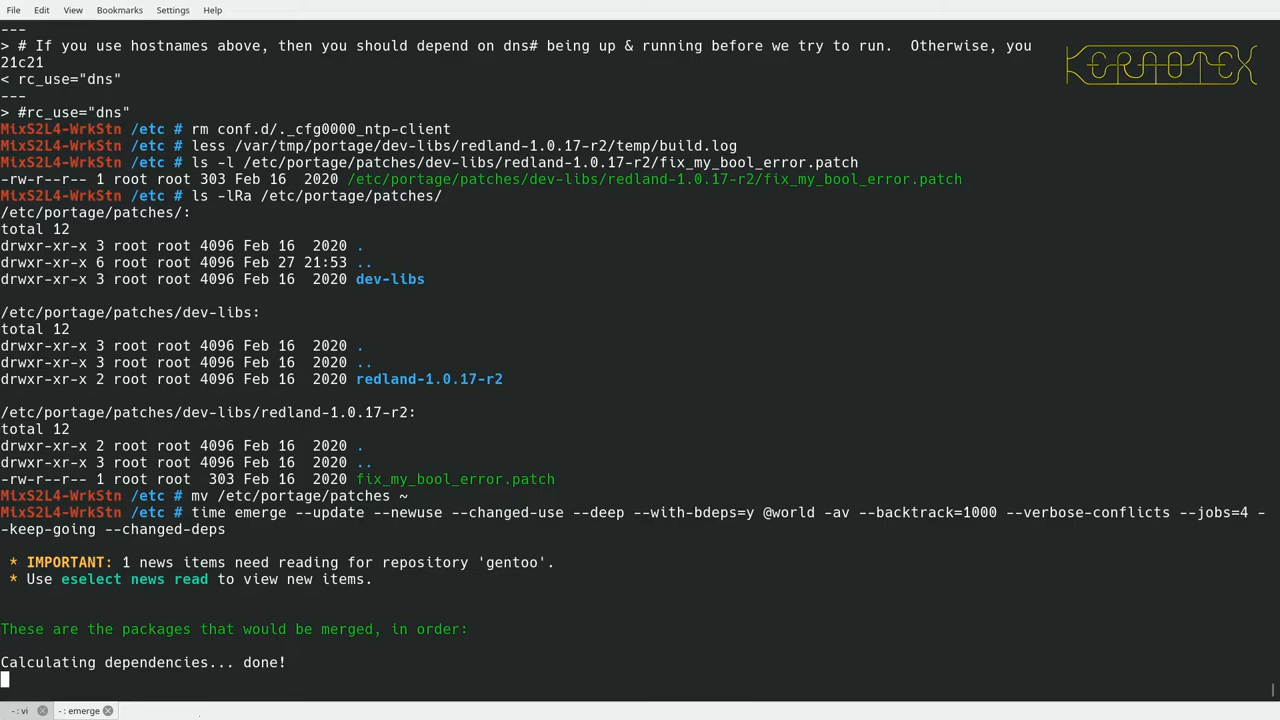 File Edit View Bookmarks Settings Help
---
> # If you use hostnames above, then you should depend on dns# being up & running before we try to run.  Otherwise, you
21c21
< rc_use="dns"
---
> #rc_use="dns"
KERAOTEX
MixS2L4-WrkStn /etc # rm conf.d/._cfg0000_ntp-client
MixS2L4-WrkStn /etc # less /var/tmp/portage/dev-libs/redland-1.0.17-r2/temp/build.log
MixS2L4-WrkStn /etc # ls -l /etc/portage/patches/dev-libs/redland-1.0.17-r2/fix_my_bool_error.patch
-rw-r--r-- 1 root root 303 Feb 16  2020 /etc/portage/patches/dev-libs/redland-1.0.17-r2/fix_my_bool_error.patch
MixS2L4-WrkStn /etc # ls -lRa /etc/portage/patches/
/etc/portage/patches/:
total 12
drwxr-xr-x 3 root root 4096 Feb 16  2020 .
drwxr-xr-x 6 root root 4096 Feb 27 21:53 ..
drwxr-xr-x 3 root root 4096 Feb 16  2020 dev-libs
/etc/portage/patches/dev-libs:
total 12
drwxr-xr-x 3 root root 4096 Feb 16  2020 .
drwxr-xr-x 3 root root 4096 Feb 16  2020 ..
drwxr-xr-x 2 root root 4096 Feb 16  2020 redland-1.0.17-r2
/etc/portage/patches/dev-libs/redland-1.0.17-r2:
total 12
drwxr-xr-x 2 root root 4096 Feb 16  2020 .
drwxr-xr-x 3 root root 4096 Feb 16  2020 ..
-rw-r--r-- 1 root root  303 Feb 16  2020 fix_my_bool_error.patch
MixS2L4-WrkStn /etc # mv /etc/portage/patches ~
MixS2L4-WrkStn /etc # time emerge --update --newuse --changed-use --deep --with-bdeps=y @world -av --backtrack=1000 --verbose-conflicts --jobs=4 -
-keep-going --changed-deps
* IMPORTANT: 1 news items need reading for repository 'gentoo'.
* Use eselect news read to view new items.
These are the packages that would be merged, in order:
Calculating dependencies... done!
- : vi
- : emerge